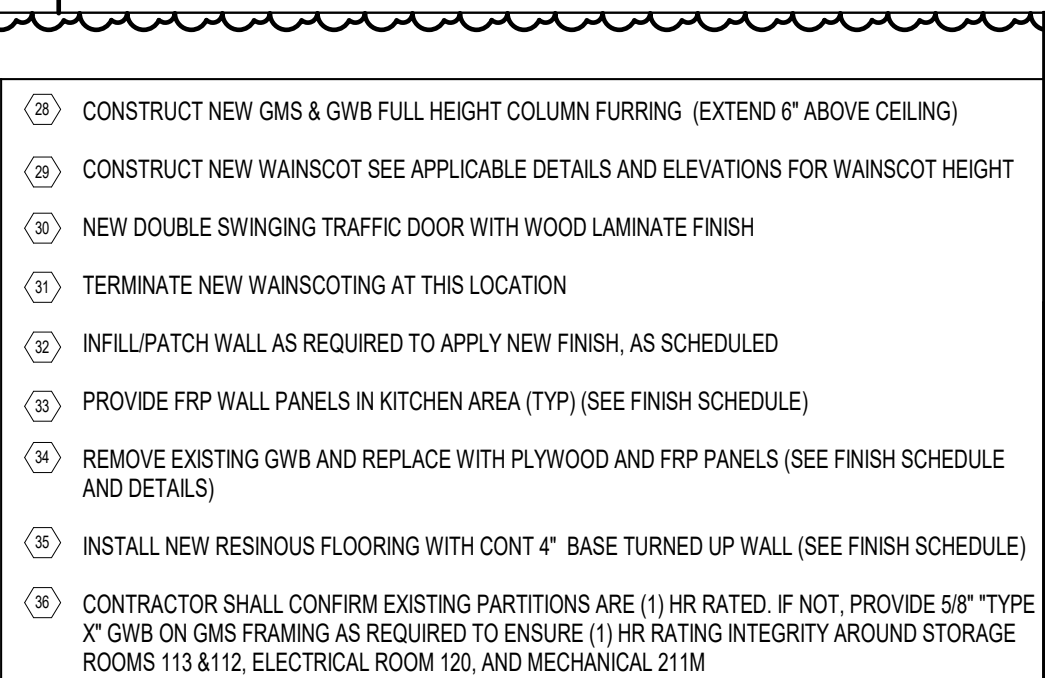 28 CONSTRUCT NEW GMS & GWB FULL HEIGHT COLUMN FURRING (EXTEND 6" ABOVE CEILING)
29 CONSTRUCT NEW WAINSCOT SEE APPLICABLE DETAILS AND ELEVATIONS FOR WAINSCOT HEIGHT
30 NEW DOUBLE SWINGING TRAFFIC DOOR WITH WOOD LAMINATE FINISH
31 TERMINATE NEW WAINSCOTING AT THIS LOCATION
32 INFILL/PATCH WALL AS REQUIRED TO APPLY NEW FINISH, AS SCHEDULED
33 PROVIDE FRP WALL PANELS IN KITCHEN AREA (TYP) (SEE FINISH SCHEDULE)
34 REMOVE EXISTING GWB AND REPLACE WITH PLYWOOD AND FRP PANELS (SEE FINISH SCHEDULE
AND DETAILS)
35 INSTALL NEW RESINOUS FLOORING WITH CONT 4" BASE TURNED UP WALL (SEE FINISH SCHEDULE)
36 CONTRACTOR SHALL CONFIRM EXISTING PARTITIONS ARE (1) HR RATED. IF NOT, PROVIDE 5/8" "TYPE
X" GWB ON GMS FRAMING AS REQUIRED TO ENSURE (1) HR RATING INTEGRITY AROUND STORAGE
ROOMS 113 &112, ELECTRICAL ROOM 120, AND MECHANICAL 211M